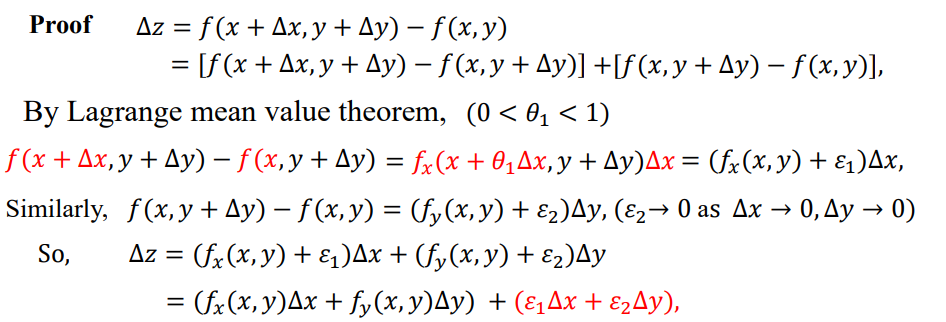 Proof Δz = f(x + Δx, y + Δy) − f(x, y)
= [f(x + Δx, y + Δy) − f(x, y + Δy)] +[f(x, y + Δy) − f(x, y)],
By Lagrange mean value theorem, (0 < θ₁ < 1)
f(x + Δx, y + Δy) − f(x, y + Δy) = fₓ(x + θ₁Δx, y + Δy)Δx = (fₓ(x, y) + ε₁)Δx,
Similarly, f(x, y + Δy) − f(x, y) = (f_y(x, y) + ε₂)Δy, (ε₂→ 0 as Δx → 0, Δy → 0)
So, Δz = (fₓ(x, y) + ε₁)Δx + (f_y(x, y) + ε₂)Δy
= (fₓ(x, y)Δx + f_y(x, y)Δy) + (ε₁Δx + ε₂Δy),